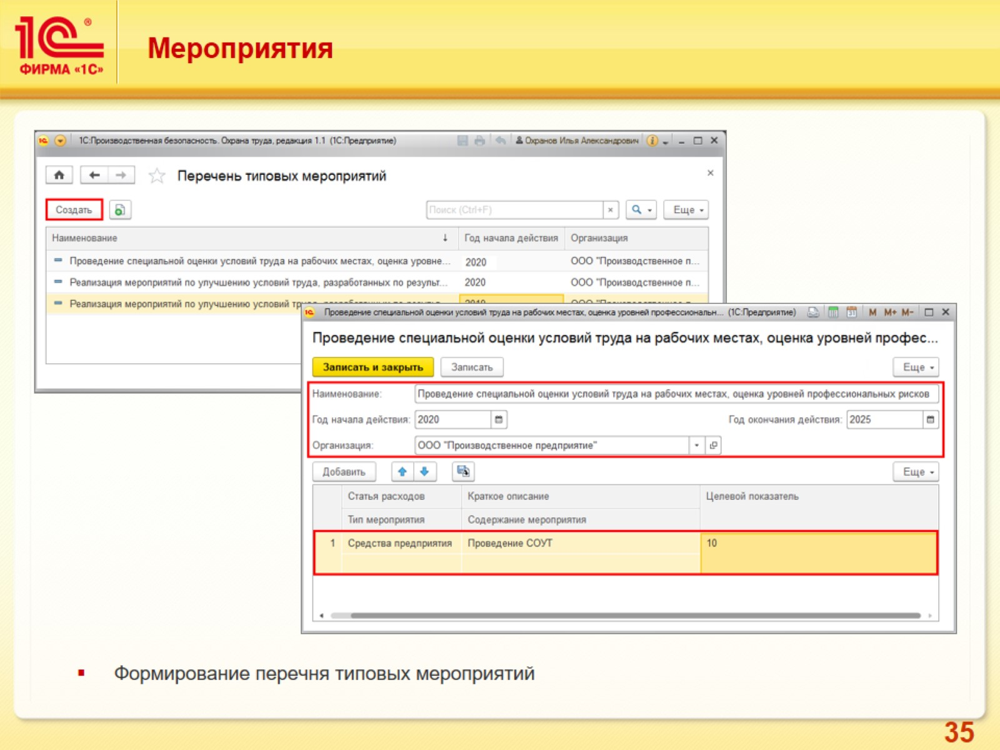 1С ®
ФИРМА «1С»
Мероприятия
1С:Производственная безопасность. Охрана труда, редакция 1.1 (1С:Предприятие)
Охранов Илья Александрович
Перечень типовых мероприятий
Создать
Поиск (Ctrl+F)
Еще
Наименование
Год начала действия
Организация
Проведение специальной оценки условий труда на рабочих местах, оценка уровне... 2020 ООО "Производственное п...
Реализация мероприятий по улучшению условий труда, разработанных по результ... 2020 ООО "Производственное п...
Реализация мероприятий по улучшению условий
Проведение специальной оценки условий труда на рабочих местах, оценка уровней профессиональн... (1С:Предприятие)
31 M M+ M-
Проведение специальной оценки условий труда на рабочих местах, оценка уровней профес...
Записать и закрыть
Записать
Еще
Наименование: Проведение специальной оценки условий труда на рабочих местах, оценка уровней профессиональных рисков
Год начала действия: 2020
Год окончания действия: 2025
Организация: ООО "Производственное предприятие"
Добавить
Еще
Статья расходов Краткое описание Целевой показатель
Тип мероприятия Содержание мероприятия
1 Средства предприятия Проведение СОУТ 10
Формирование перечня типовых мероприятий
35